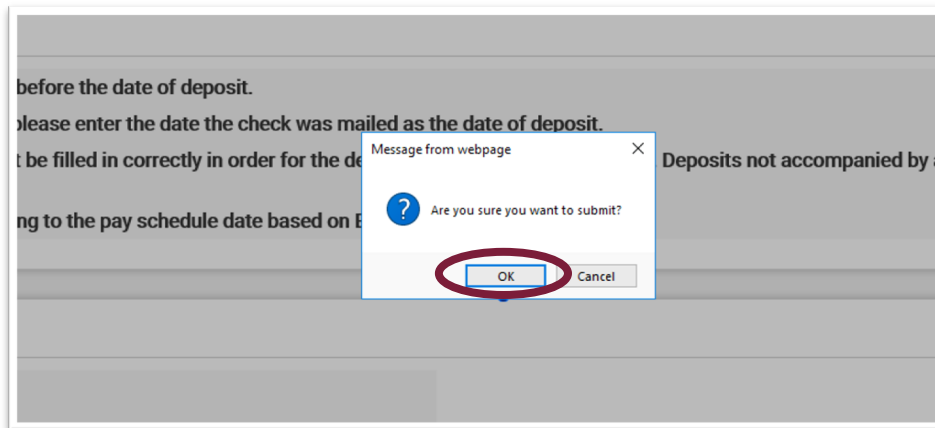 before the date of deposit.
please enter the date the check was mailed as the date of deposit.
t be filled in correctly in order for the de
Deposits not accompanied by
ng to the pay schedule date based on
Message from webpage
Are you sure you want to submit?
OK
Cancel